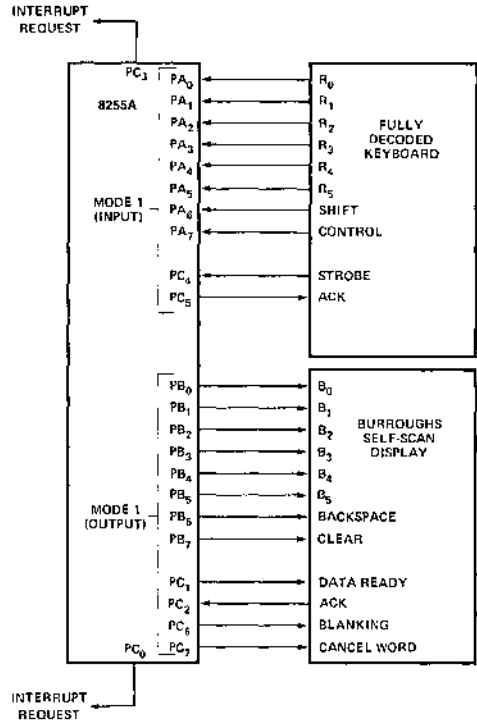 INTERRUPT
REQUEST
PC3
8255A
MODE 1
(INPUT)
PA0
PA1
PA2
PA3
PA4
PA5
PA6
PA7
PC4
PC5
R0
R1
R2
R3
R4
R5
SHIFT
CONTROL
STROBE
ACK
FULLY
DECODED
KEYBOARD
MODE 1
(OUTPUT)
PB0
PB1
PB2
PB3
PB4
PB5
PB6
PB7
PC1
PC2
PC6
PC7
B0
B1
B2
B3
B4
B5
BACKSPACE
CLEAR
DATA READY
ACK
BLANKING
CANCEL WORD
BURROUGHS
SELF-SCAN
DISPLAY
PC0
INTERRUPT
REQUEST